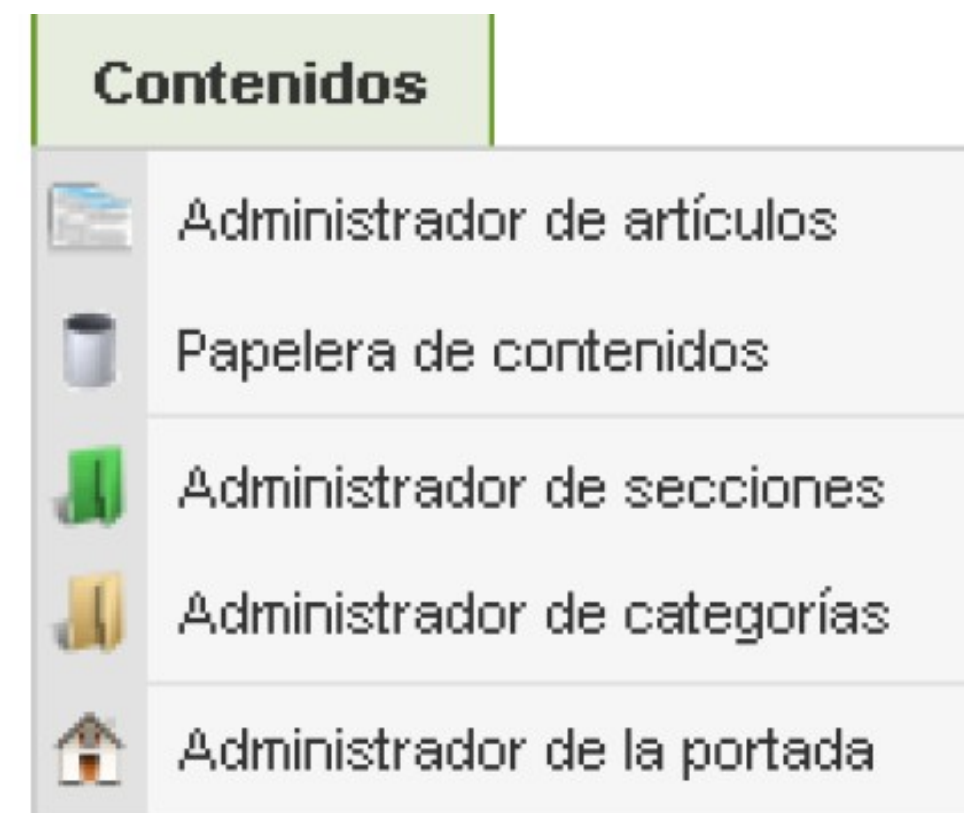 Contenidos
Administrador de artículos
Papelera de contenidos
Administrador de secciones
Administrador de categorías
Administrador de la portada